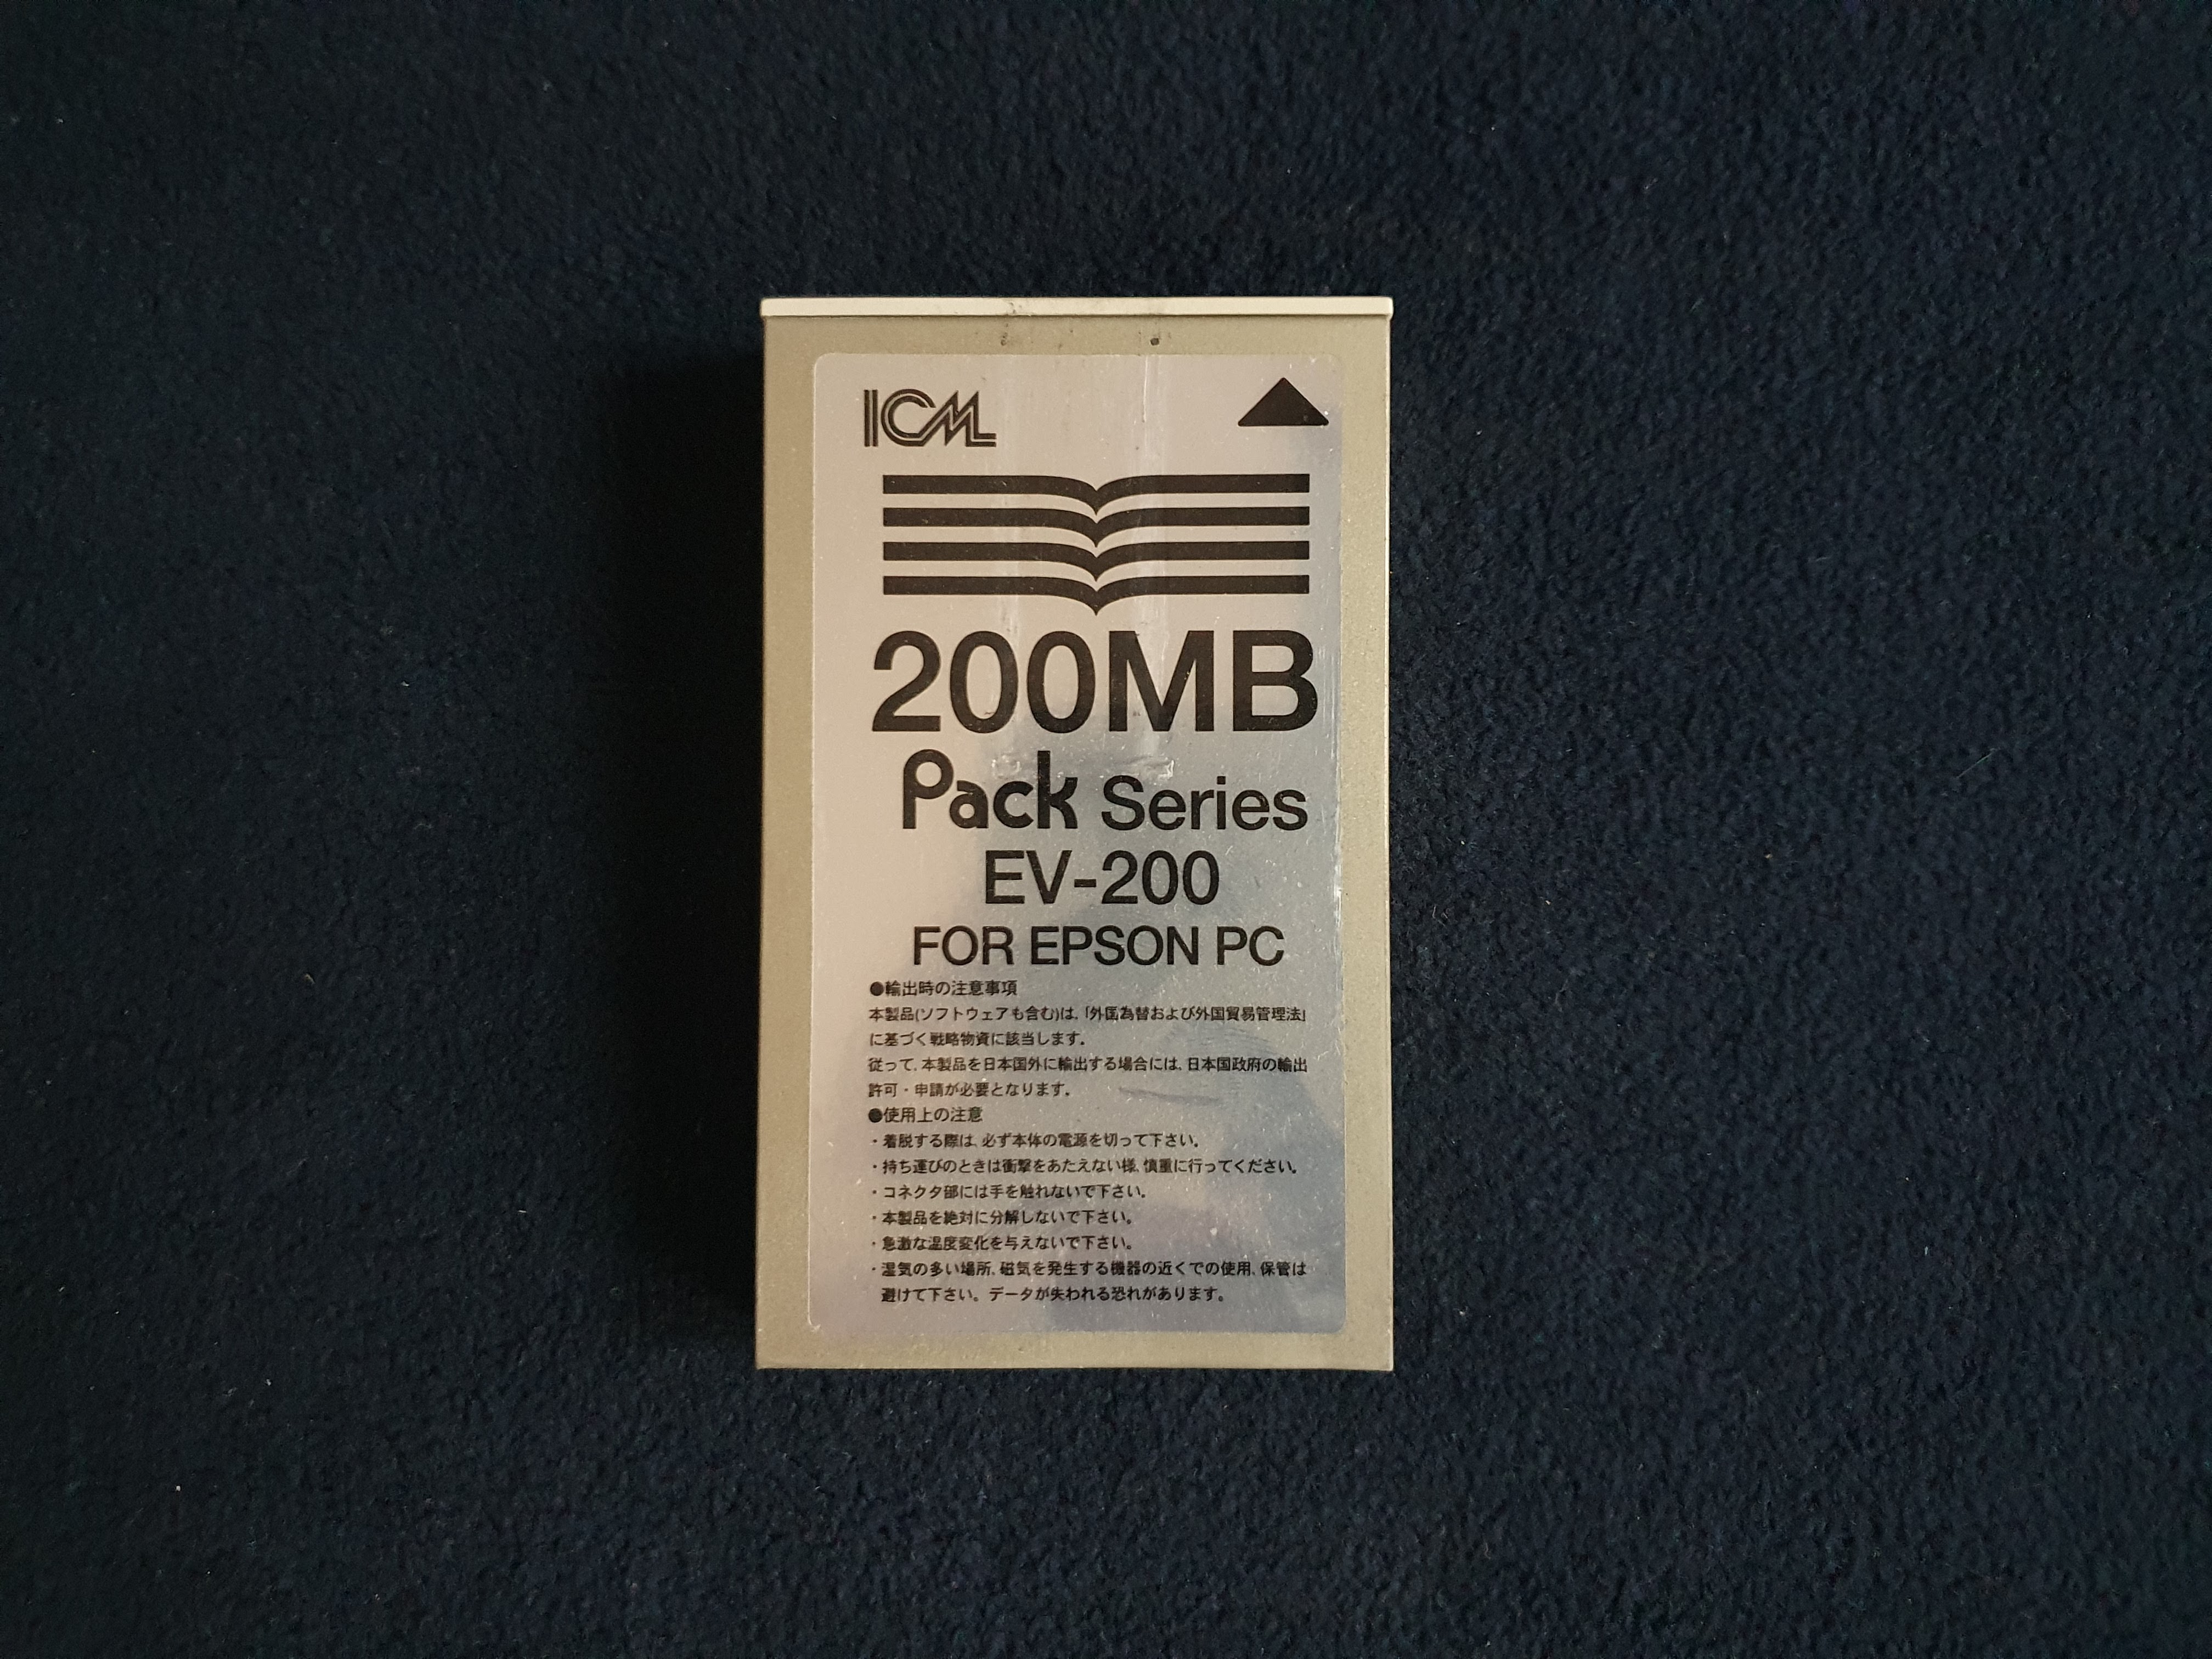 ICM
200MB
Pack Series
EV-200
FOR EPSON PC
●輸出時の注意事項
本製品(ソフトウェアも含む)は、「外国為替および外国貿易管理法」
に基づく戦略物資に該当します。
従って、本製品を日本国外に輸出する場合には、日本国政府の輸出
許可・申請が必要となります。
●使用上の注意
・着脱する際は、必ず本体の電源を切って下さい。
・持ち運びのときは衝撃をあたえない様、慎重に行ってください。
・コネクタ部には手を触れないで下さい。
・本製品を絶対に分解しないで下さい。
・急激な温度変化を与えないで下さい。
・湿気の多い場所、磁気を発生する機器の近くでの使用、保管は
避けて下さい。データが失われる恐れがあります。